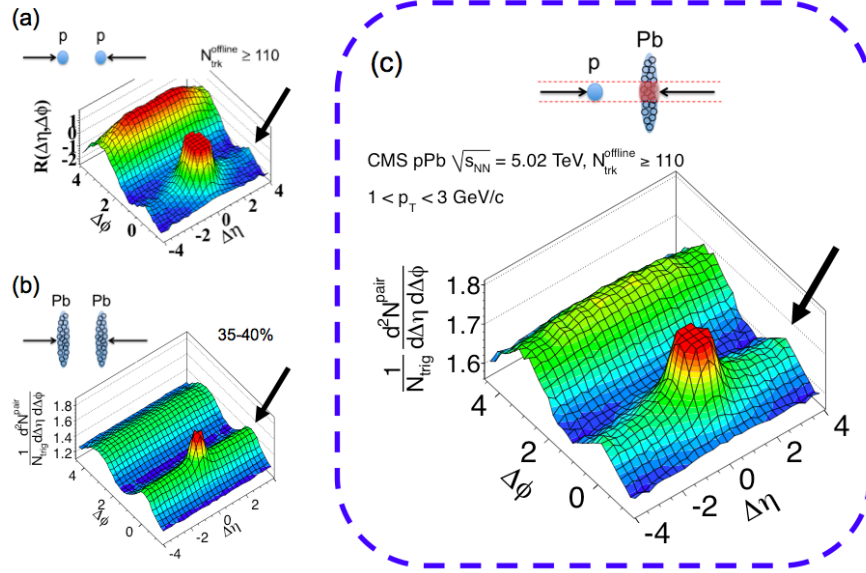 (a)
p p
N_trk^offline ≥ 110
R(Δη,Δϕ)
1
0
-1
-2
4
2
0
Δϕ
-4
-2
0
2
4
Δη
(b)
Pb Pb
35-40%
1/N_trig d²N^pair/dΔη dΔϕ
1.8
1.6
1.4
1.2
4
2
0
Δϕ
-4
-2
0
2
Δη
(c)
Pb
p
CMS pPb √s_NN = 5.02 TeV, N_trk^offline ≥ 110
1 < p_T < 3 GeV/c
1/N_trig d²N^pair/dΔη dΔϕ
1.8
1.7
1.6
4
2
0
Δϕ
-4
-2
0
2
4
Δη